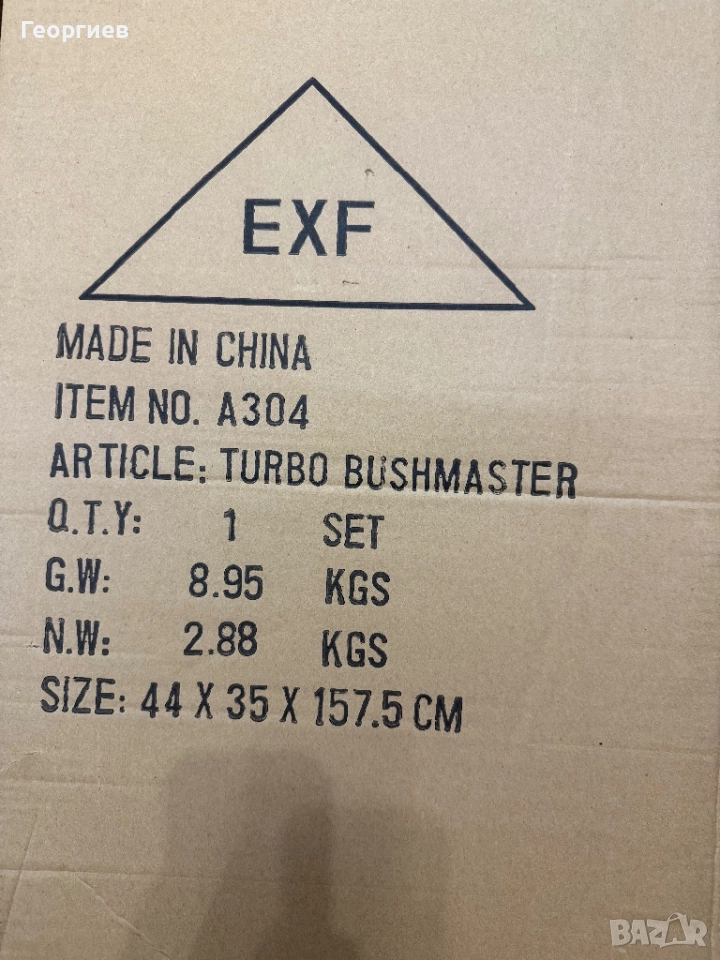 Георгиев
EXF
MADE IN CHINA
ITEM NO. A304
ARTICLE: TURBO BUSHMASTER
Q.T.Y: 1 SET
G.W: 8.95 KGS
N.W: 2.88 KGS
SIZE: 44 X 35 X 157.5 CM
BAZAR